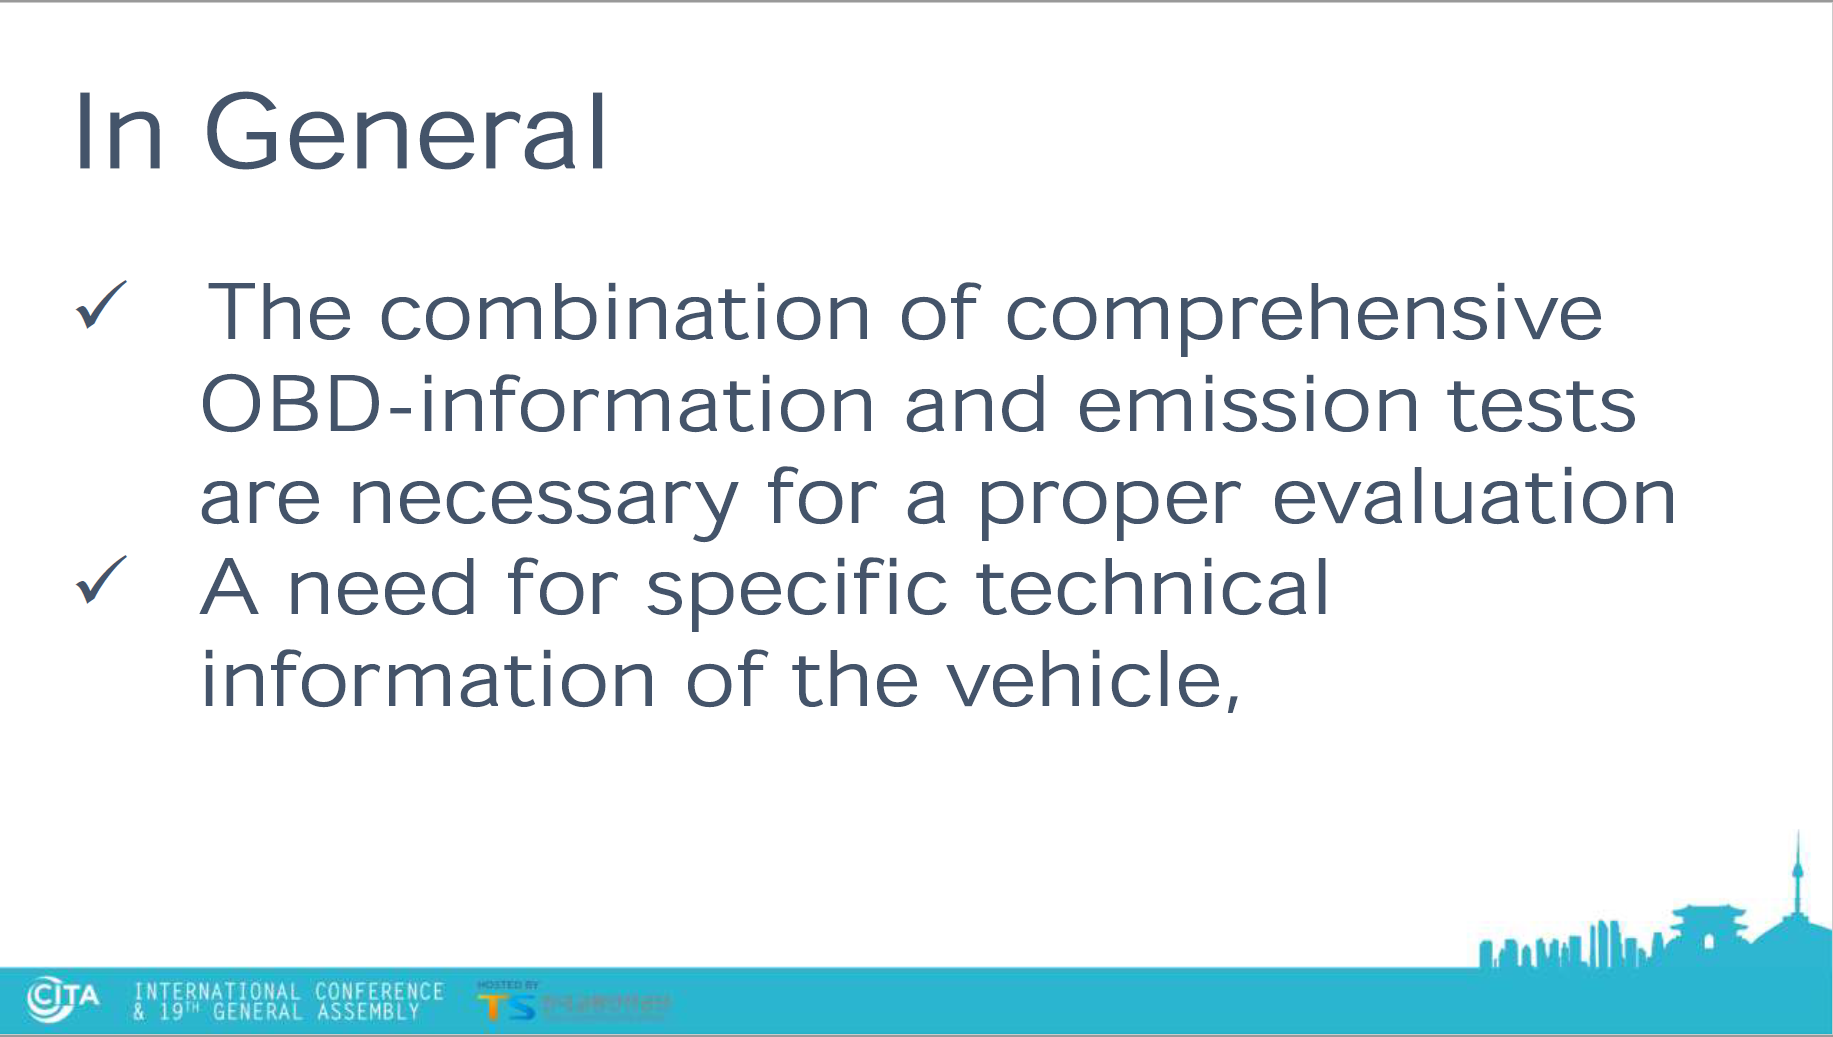 In General
✓ The combination of comprehensive
OBD-information and emission tests
are necessary for a proper evaluation
✓ A need for specific technical
information of the vehicle,
CITA
INTERNATIONAL CONFERENCE
& 19TH GENERAL ASSEMBLY
HOSTED BY
TS